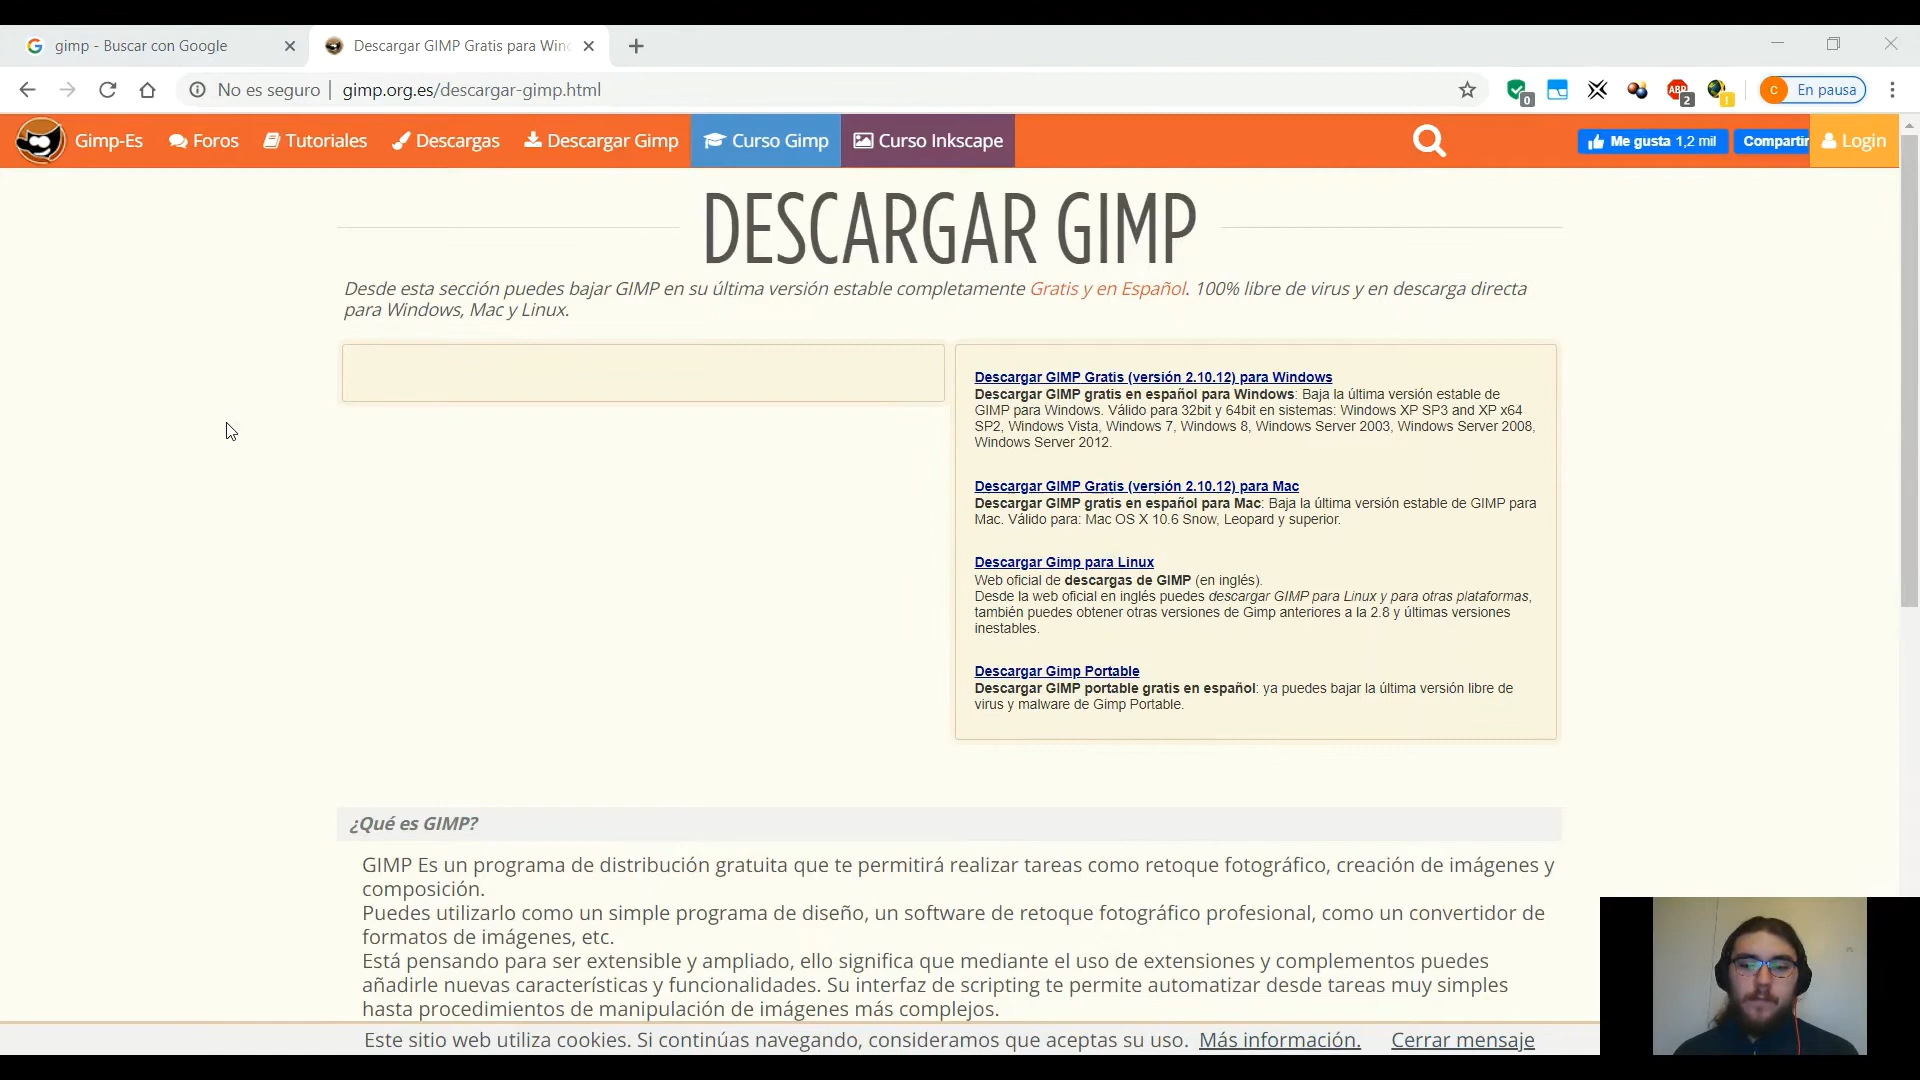 gimp - Buscar con Google
Descargar GIMP Gratis para Win
No es seguro | gimp.org.es/descargar-gimp.html
0
ABP
2
!
C
En pausa
Gimp-Es
Foros
Tutoriales
Descargas
Descargar Gimp
Curso Gimp
Curso Inkscape
Me gusta 1,2 mil
Compartir
Login
DESCARGAR GIMP
Desde esta sección puedes bajar GIMP en su última versión estable completamente Gratis y en Español. 100% libre de virus y en descarga directa
para Windows, Mac y Linux.
Descargar GIMP Gratis (versión 2.10.12) para Windows
Descargar GIMP gratis en español para Windows: Baja la última versión estable de
GIMP para Windows. Válido para 32bit y 64bit en sistemas: Windows XP SP3 and XP x64
SP2, Windows Vista, Windows 7, Windows 8, Windows Server 2003, Windows Server 2008,
Windows Server 2012.
Descargar GIMP Gratis (versión 2.10.12) para Mac
Descargar GIMP gratis en español para Mac: Baja la última versión estable de GIMP para
Mac. Válido para: Mac OS X 10.6 Snow, Leopard y superior.
Descargar Gimp para Linux
Web oficial de descargas de GIMP (en inglés).
Desde la web oficial en inglés puedes descargar GIMP para Linux y para otras plataformas,
también puedes obtener otras versiones de Gimp anteriores a la 2.8 y últimas versiones
inestables.
Descargar Gimp Portable
Descargar GIMP portable gratis en español: ya puedes bajar la última versión libre de
virus y malware de Gimp Portable.
¿Qué es GIMP?
GIMP Es un programa de distribución gratuita que te permitirá realizar tareas como retoque fotográfico, creación de imágenes y
composición.
Puedes utilizarlo como un simple programa de diseño, un software de retoque fotográfico profesional, como un convertidor de
formatos de imágenes, etc.
Está pensando para ser extensible y ampliado, ello significa que mediante el uso de extensiones y complementos puedes
añadirle nuevas características y funcionalidades. Su interfaz de scripting te permite automatizar desde tareas muy simples
hasta procedimientos de manipulación de imágenes más complejos.
Este sitio web utiliza cookies. Si continúas navegando, consideramos que aceptas su uso. Más información. Cerrar mensaje